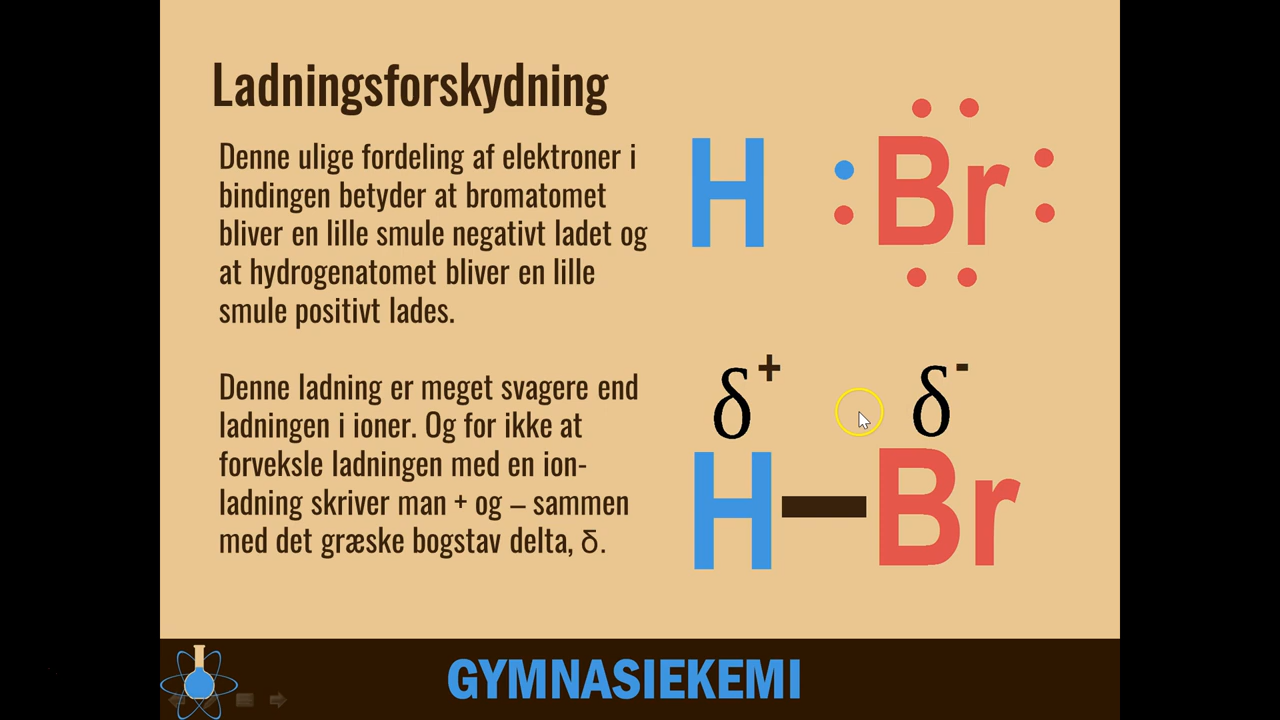 Ladningsforskydning
Denne ulige fordeling af elektroner i
bindingen betyder at bromatomet
bliver en lille smule negativt ladet og
at hydrogenatomet bliver en lille
smule positivt lades.
Denne ladning er meget svagere end
ladningen i ioner. Og for ikke at
forveksle ladningen med en ion-
ladning skriver man + og – sammen
med det græske bogstav delta, δ.
H Br
δ+ δ-
H Br
GYMNASIEKEMI